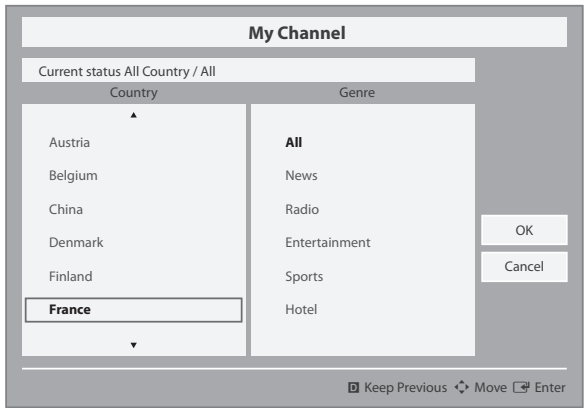 My Channel
Current status All Country / All
Country
Genre
Austria
Belgium
China
Denmark
Finland
France
All
News
Radio
Entertainment
Sports
Hotel
OK
Cancel
D Keep Previous Move Enter